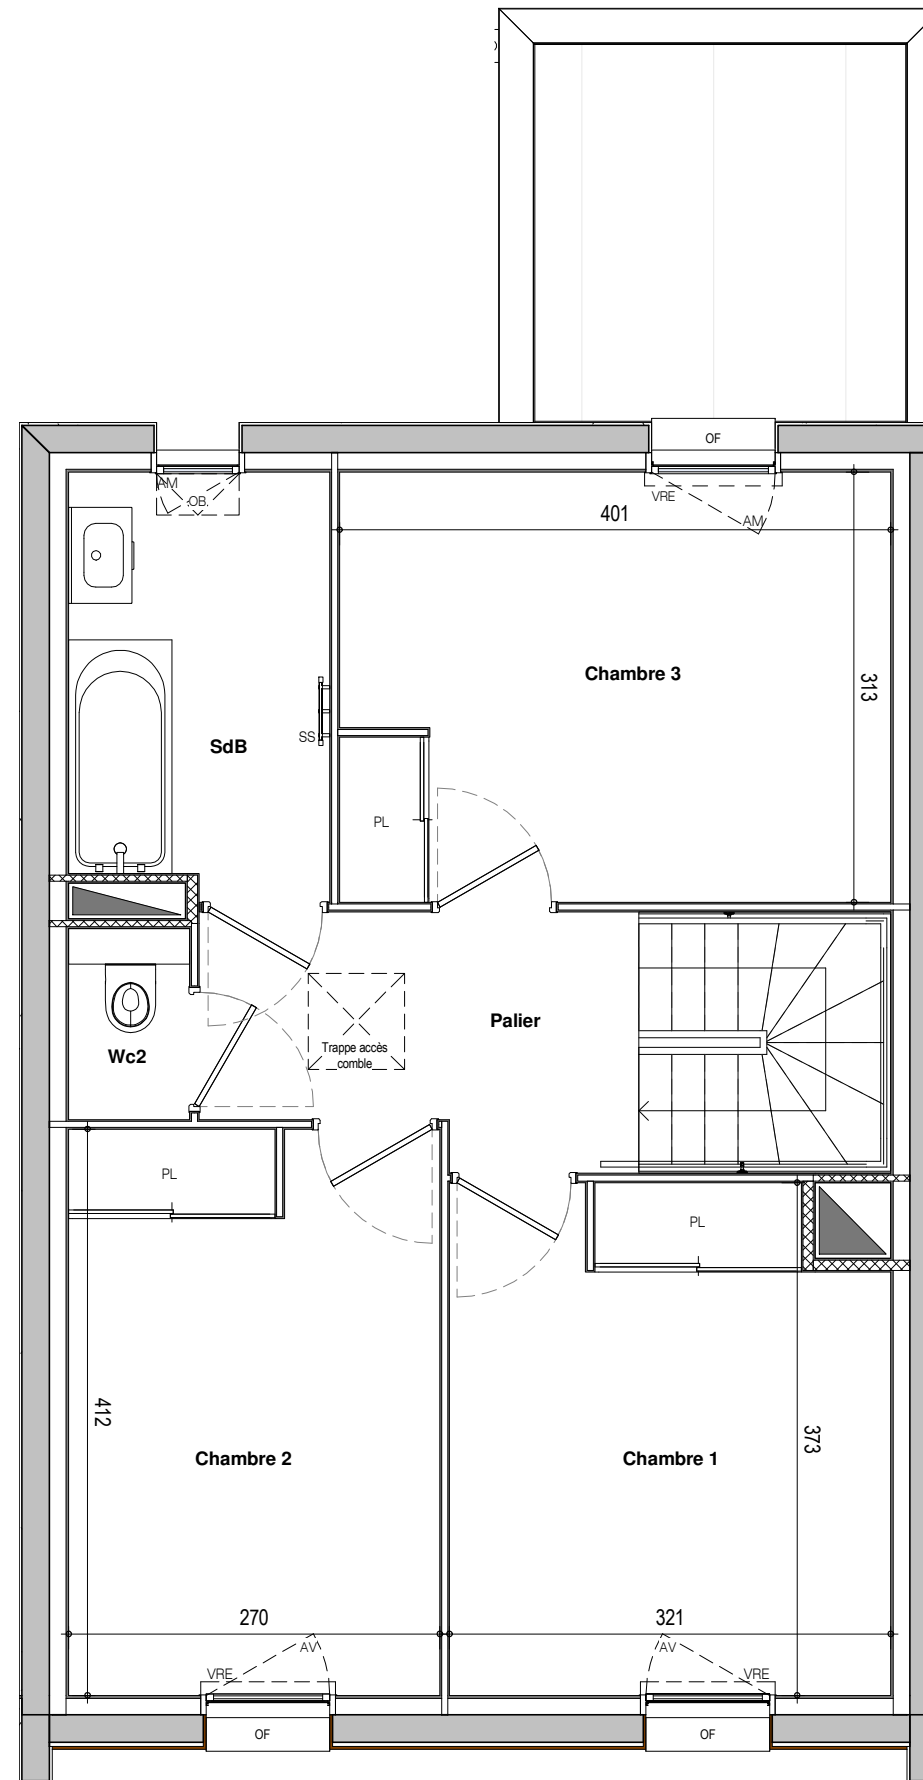 OF
AM
OB.
VRE
AM
401
Chambre 3
313
SdB
SS
PL
Palier
Trappe accès
comble
Wc2
PL
PL
412
373
Chambre 2
Chambre 1
270
321
AV
AV
VRE
VRE
OF
OF